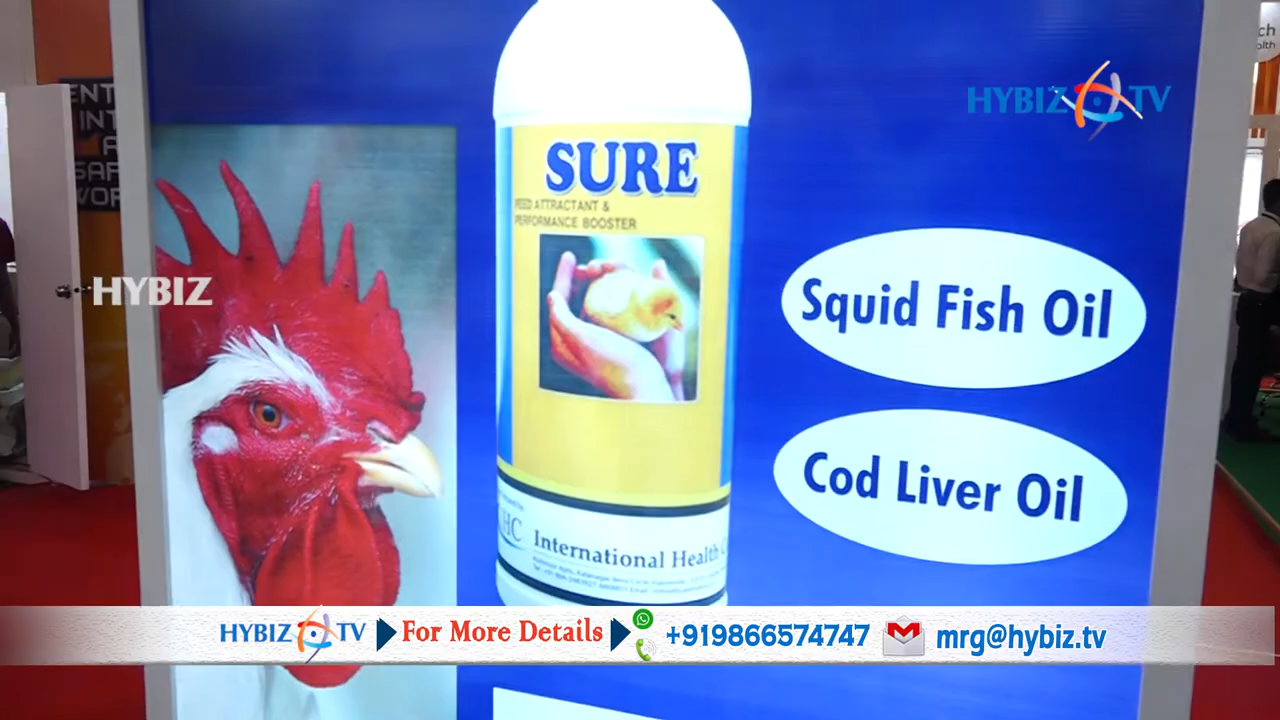 HYBIZ TV
SURE
FEED ATTRACTANT &
PERFORMANCE BOOSTER
HYBIZ
Squid Fish Oil
Cod Liver Oil
International Health
HYBIZ TV For More Details +919866574747 mrg@hybiz.tv